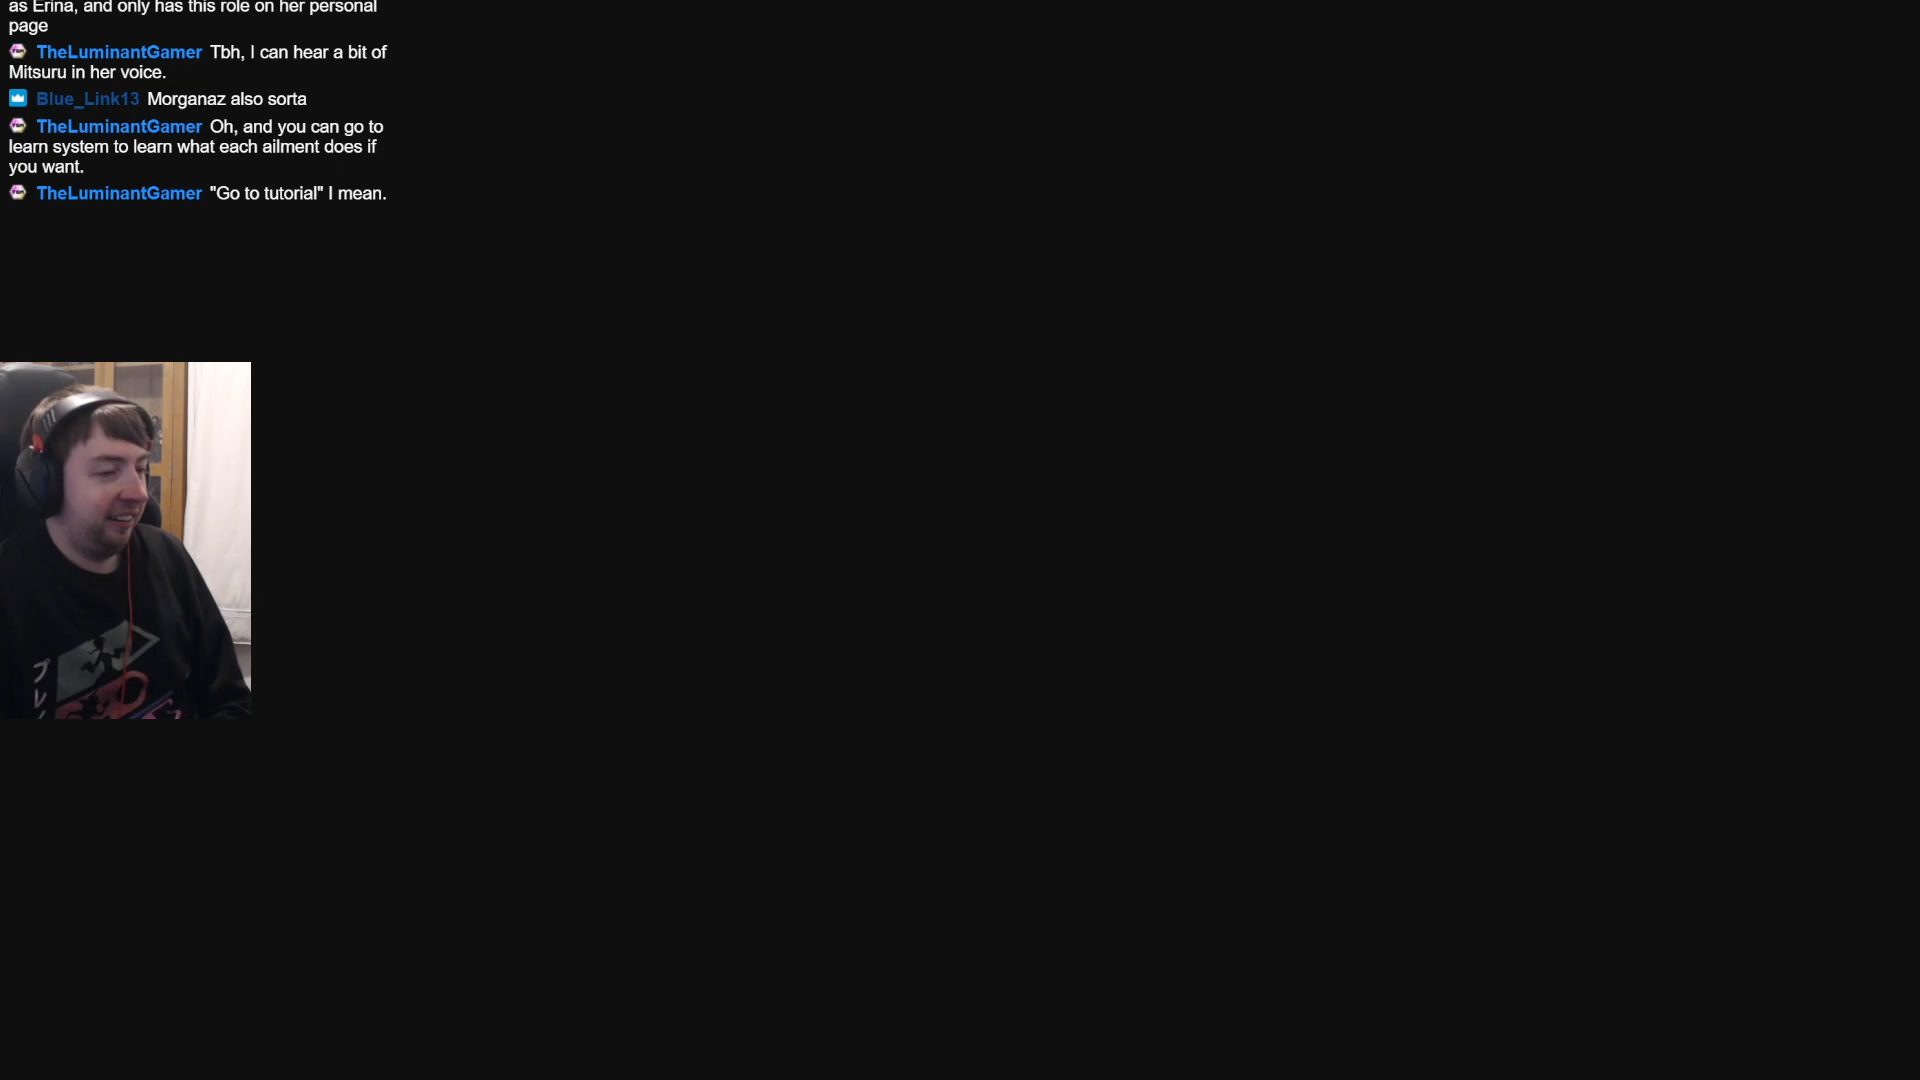 as Erina, and only has this role on her personal
page
TheLuminantGamer Tbh, I can hear a bit of
Mitsuru in her voice.
Blue_Link13 Morganaz also sorta
TheLuminantGamer Oh, and you can go to
learn system to learn what each ailment does if
you want.
TheLuminantGamer "Go to tutorial" I mean.
プレ